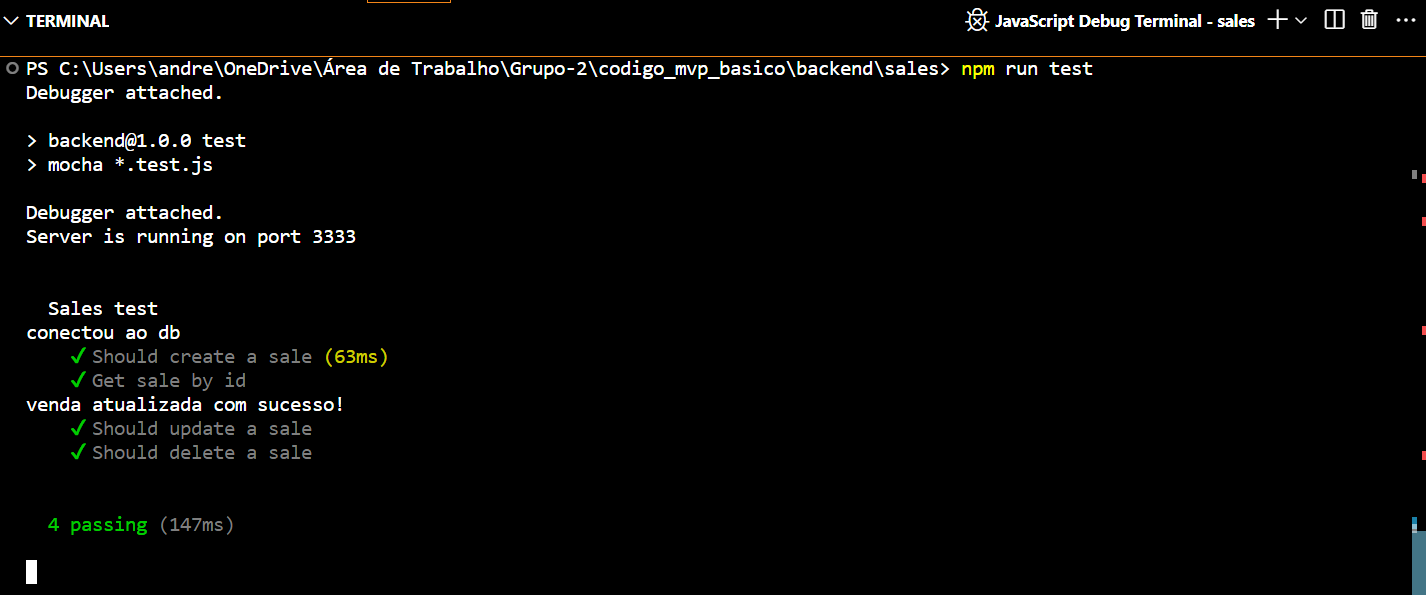 TERMINAL
JavaScript Debug Terminal - sales
PS C:\Users\andre\OneDrive\Área de Trabalho\Grupo-2\codigo_mvp_basico\backend\sales> npm run test
Debugger attached.
> backend@1.0.0 test
> mocha *.test.js
Debugger attached.
Server is running on port 3333
Sales test
conectou ao db
✓ Should create a sale (63ms)
✓ Get sale by id
venda atualizada com sucesso!
✓ Should update a sale
✓ Should delete a sale
4 passing (147ms)